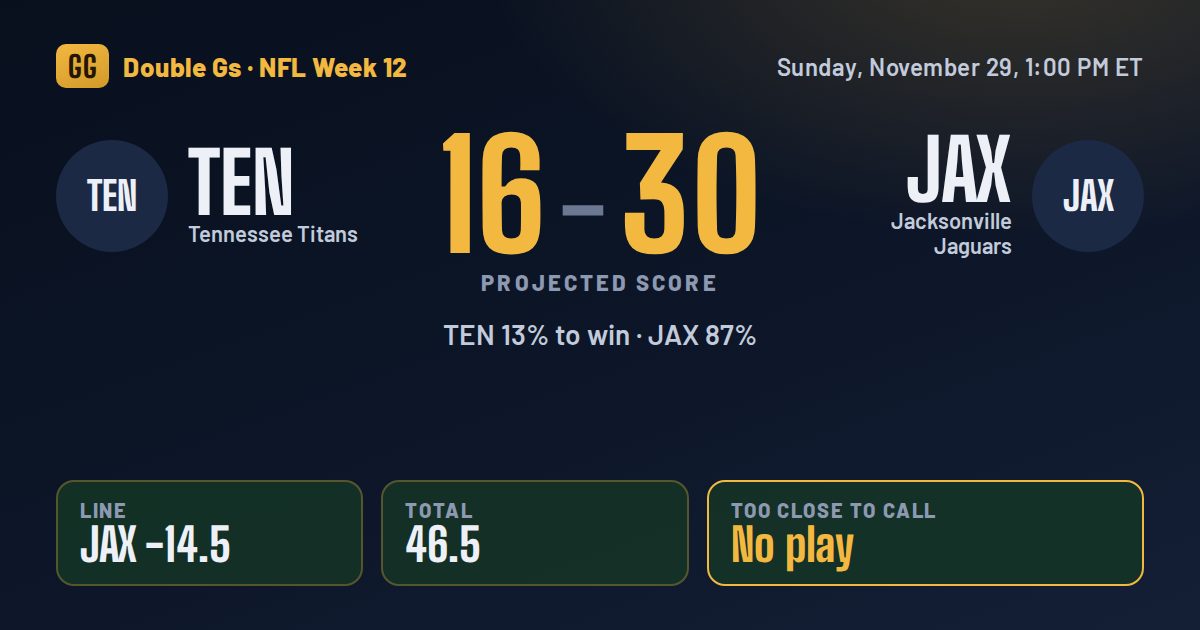 GG Double Gs · NFL Week 12
Sunday, November 29, 1:00 PM ET
TEN
TEN
Tennessee Titans
16 – 30
PROJECTED SCORE
TEN 13% to win · JAX 87%
JAX
Jacksonville
Jaguars
JAX
LINE
JAX −14.5
TOTAL
46.5
TOO CLOSE TO CALL
No play